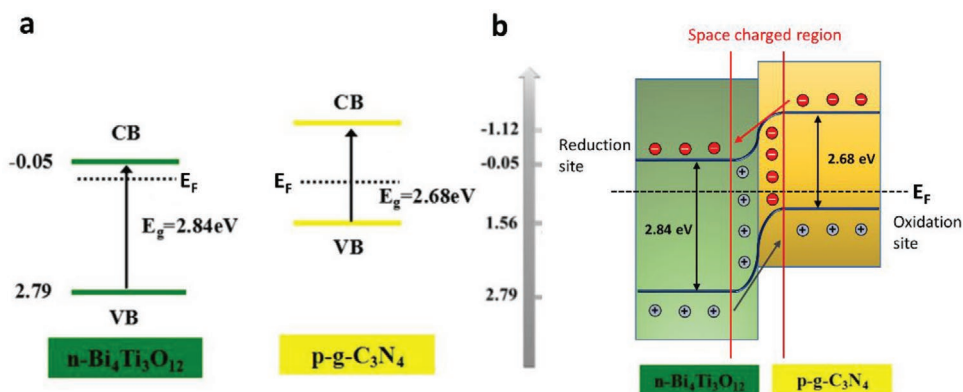 a
CB
-0.05
E_F
E_g=2.84eV
2.79
VB
n-Bi₄Ti₃O₁₂
CB
E_F
E_g=2.68eV
VB
p-g-C₃N₄
-1.12
-0.05
1.56
2.79
b
Space charged region
Reduction
site
2.68 eV
E_F
2.84 eV
Oxidation
site
n-Bi₄Ti₃O₁₂
p-g-C₃N₄